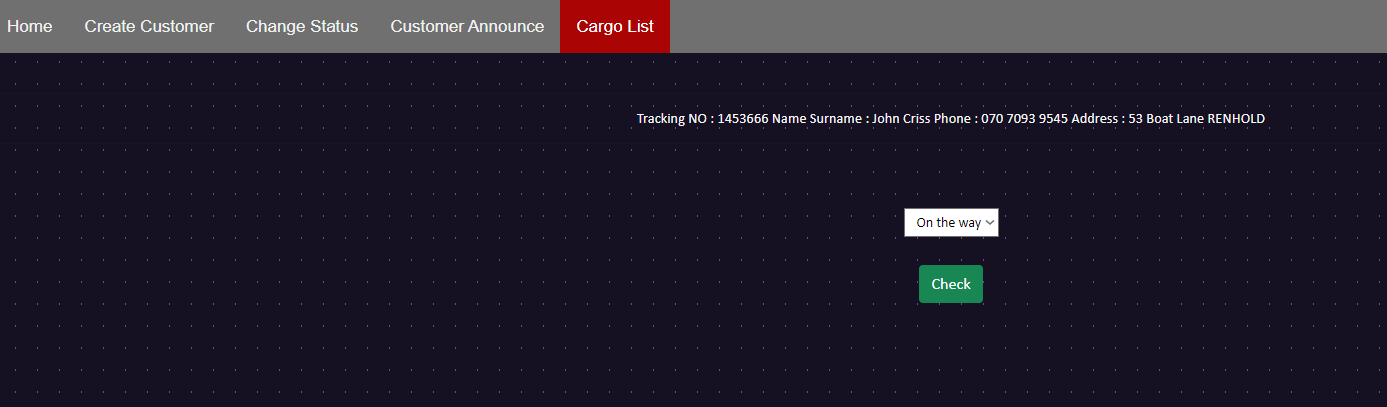 Home Create Customer Change Status Customer Announce Cargo List
Tracking NO : 1453666 Name Surname : John Criss Phone : 070 7093 9545 Address : 53 Boat Lane RENHOLD
On the way
Check